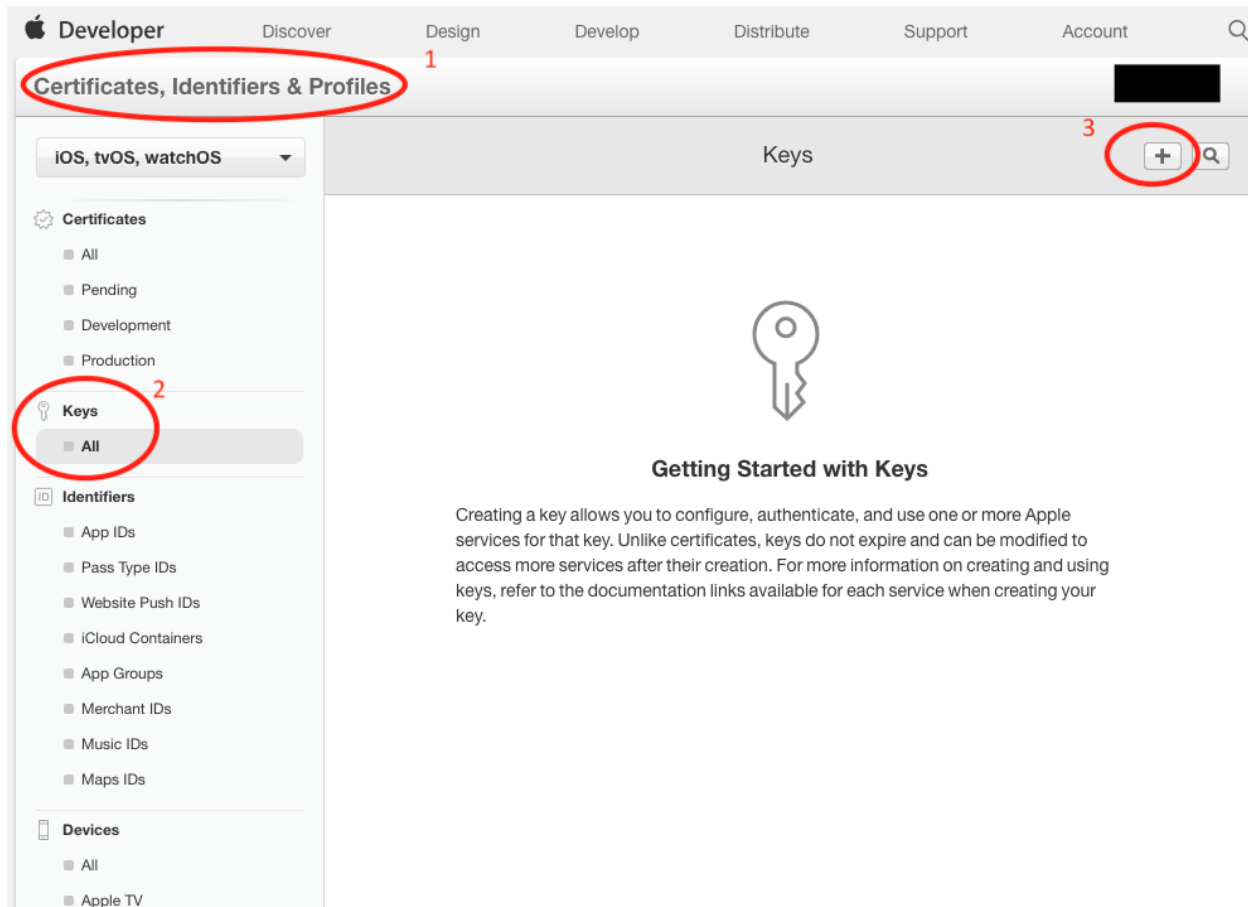 Developer Discover Design Develop Distribute Support Account
1
Certificates, Identifiers & Profiles
3
iOS, tvOS, watchOS
Keys
Certificates
All
Pending
Development
Production
2
Keys
All
Identifiers
ID
App IDs
Pass Type IDs
Website Push IDs
iCloud Containers
App Groups
Merchant IDs
Music IDs
Maps IDs
Devices
All
Apple TV
Getting Started with Keys
Creating a key allows you to configure, authenticate, and use one or more Apple
services for that key. Unlike certificates, keys do not expire and can be modified to
access more services after their creation. For more information on creating and using
keys, refer to the documentation links available for each service when creating your
key.